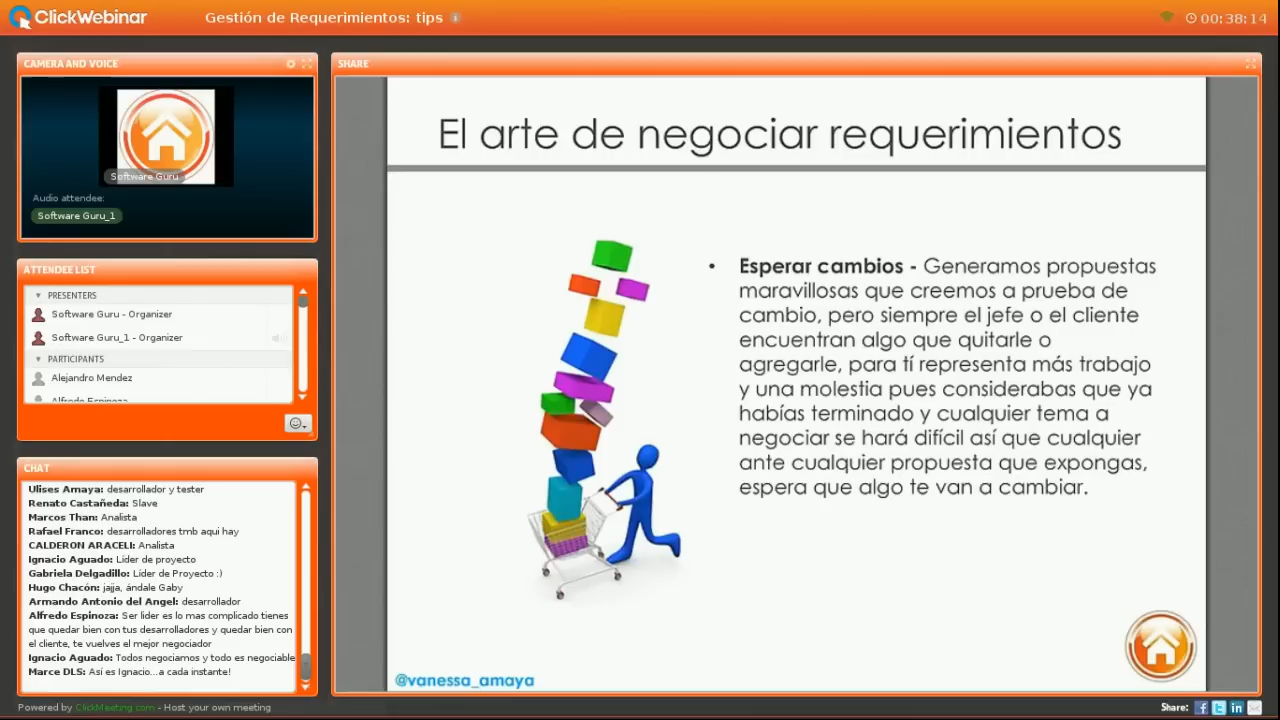 ClickWebinar
Gestión de Requerimientos: tips
00:38:14
CAMERA AND VOICE
Software Guru
Audio attendee:
Software Guru_1
ATTENDEE LIST
PRESENTERS
Software Guru - Organizer
Software Guru_1 - Organizer
PARTICIPANTS
Alejandro Mendez
Alfredo Espinoza
CHAT
Ulises Amaya: desarrollador y tester
Renato Castañeda: Slave
Marcos Than: Analista
Rafael Franco: desarrolladores tmb aqui hay
CALDERON ARACELI: Analista
Ignacio Aguado: Líder de proyecto
Gabriela Delgadillo: Líder de Proyecto :)
Hugo Chacón: jajja, ándale Gaby
Armando Antonio del Angel: desarrollador
Alfredo Espinoza: Ser lider es lo mas complicado tienes
que quedar bien con tus desarrolladores y quedar bien con
el cliente, te vuelves el mejor negociador
Ignacio Aguado: Todos negociamos y todo es negociable
Marce DLS: Así es Ignacio...a cada instante!
SHARE
El arte de negociar requerimientos
• Esperar cambios - Generamos propuestas
maravillosas que creemos a prueba de
cambio, pero siempre el jefe o el cliente
encuentran algo que quitarle o
agregarle, para tí representa más trabajo
y una molestia pues considerabas que ya
habías terminado y cualquier tema a
negociar se hará difícil así que cualquier
ante cualquier propuesta que expongas,
espera que algo te van a cambiar.
@vanessa_amaya
Powered by ClickMeeting.com - Host your own meeting
Share: